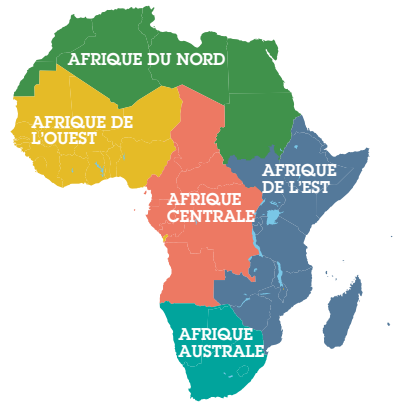 AFRIQUE DU NORD
AFRIQUE DE
L'OUEST
AFRIQUE
DE L'EST
AFRIQUE
CENTRALE
AFRIQUE
AUSTRALE